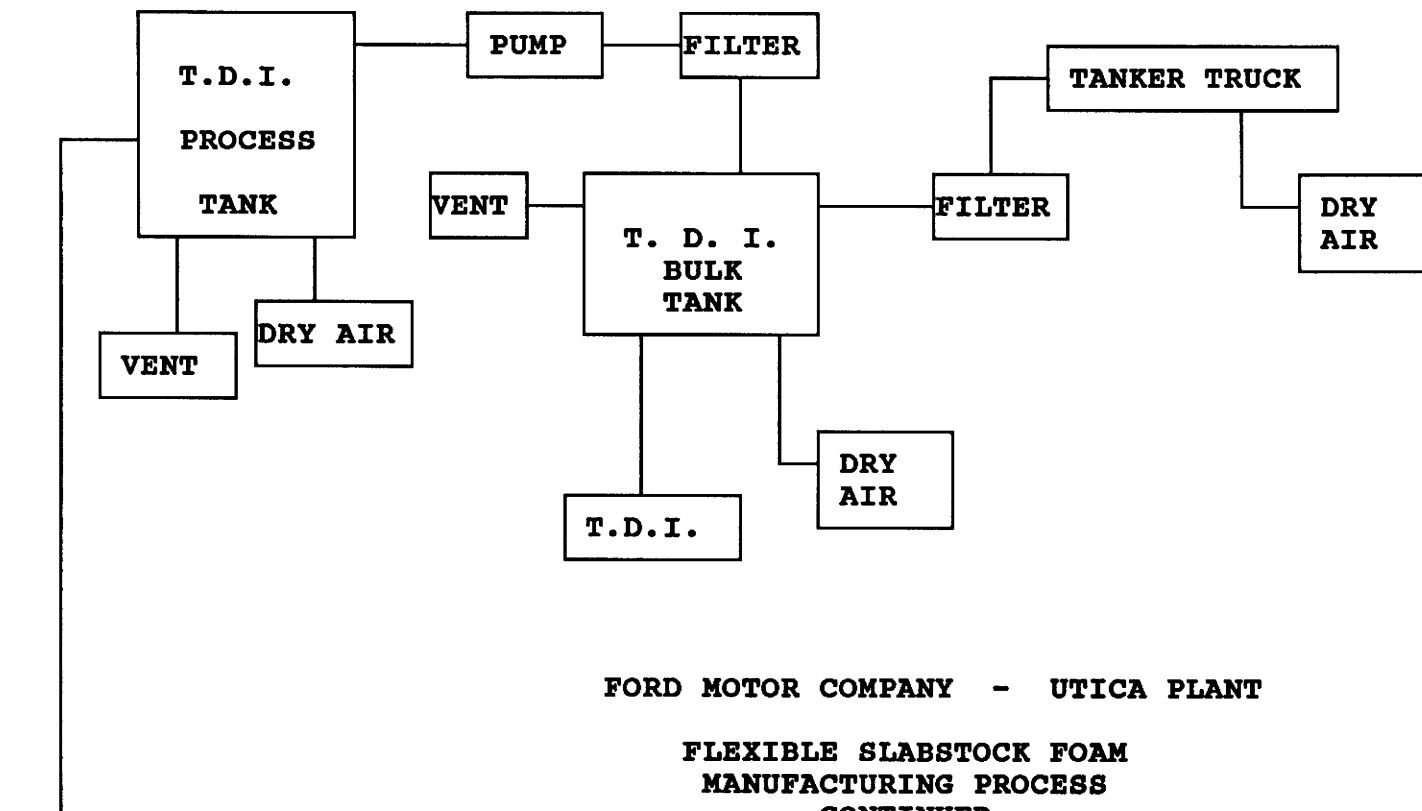 PUMP
FILTER
T.D.I.
PROCESS
TANK
TANKER TRUCK
VENT
T. D. I.
BULK
TANK
FILTER
DRY
AIR
DRY AIR
VENT
DRY
AIR
T.D.I.
FORD MOTOR COMPANY - UTICA PLANT
FLEXIBLE SLABSTOCK FOAM
MANUFACTURING PROCESS